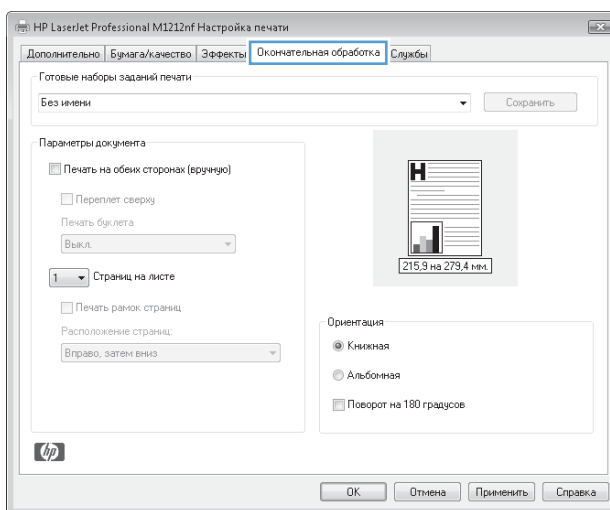 HP LaserJet Professional M1212nf Настройка печати
Дополнительно Бумага/качество Эффекты Окончательная обработка Службы
Готовые наборы заданий печати
Без имени
Сохранить
Параметры документа
Печать на обеих сторонах (вручную)
Переплет сверху
Печать буклета
Выкл.
1 Страниц на листе
Печать рамок страниц
Расположение страниц:
Вправо, затем вниз
H
215,9 на 279,4 мм.
Ориентация
Книжная
Альбомная
Поворот на 180 градусов
hp
OK Отмена Применить Справка